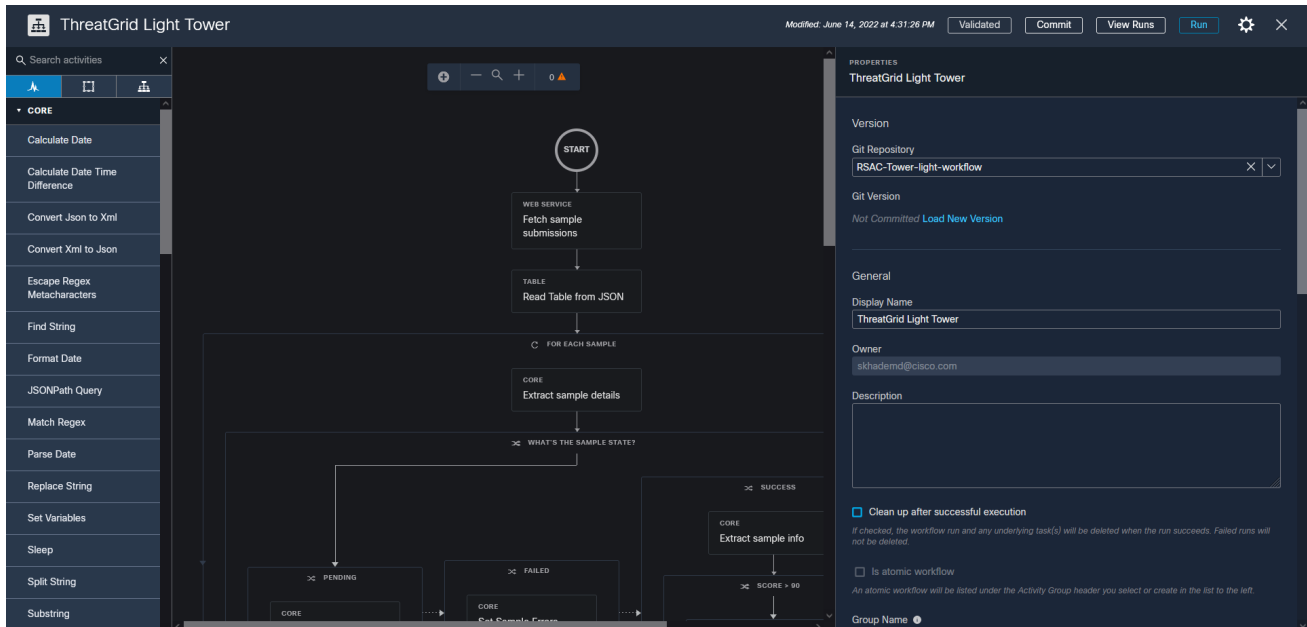 ThreatGrid Light Tower
Modified: June 14, 2022 at 4:31:26 PM
Validated
Commit
View Runs
Run
Search activities
CORE
Calculate Date
Calculate Date Time
Difference
Convert Json to Xml
Convert Xml to Json
Escape Regex
Metacharacters
Find String
Format Date
JSONPath Query
Match Regex
Parse Date
Replace String
Set Variables
Sleep
Split String
Substring
0
START
WEB SERVICE
Fetch sample
submissions
TABLE
Read Table from JSON
FOR EACH SAMPLE
CORE
Extract sample details
WHAT'S THE SAMPLE STATE?
PENDING
CORE
FAILED
CORE
Set Sample Errors
SUCCESS
CORE
Extract sample info
SCORE > 90
PROPERTIES
ThreatGrid Light Tower
Version
Git Repository
RSAC-Tower-light-workflow
Git Version
Not Committed Load New Version
General
Display Name
ThreatGrid Light Tower
Owner
skhademd@cisco.com
Description
Clean up after successful execution
If checked, the workflow run and any underlying task(s) will be deleted when the run succeeds. Failed runs will
not be deleted.
Is atomic workflow
An atomic workflow will be listed under the Activity Group header you select or create in the list to the left.
Group Name